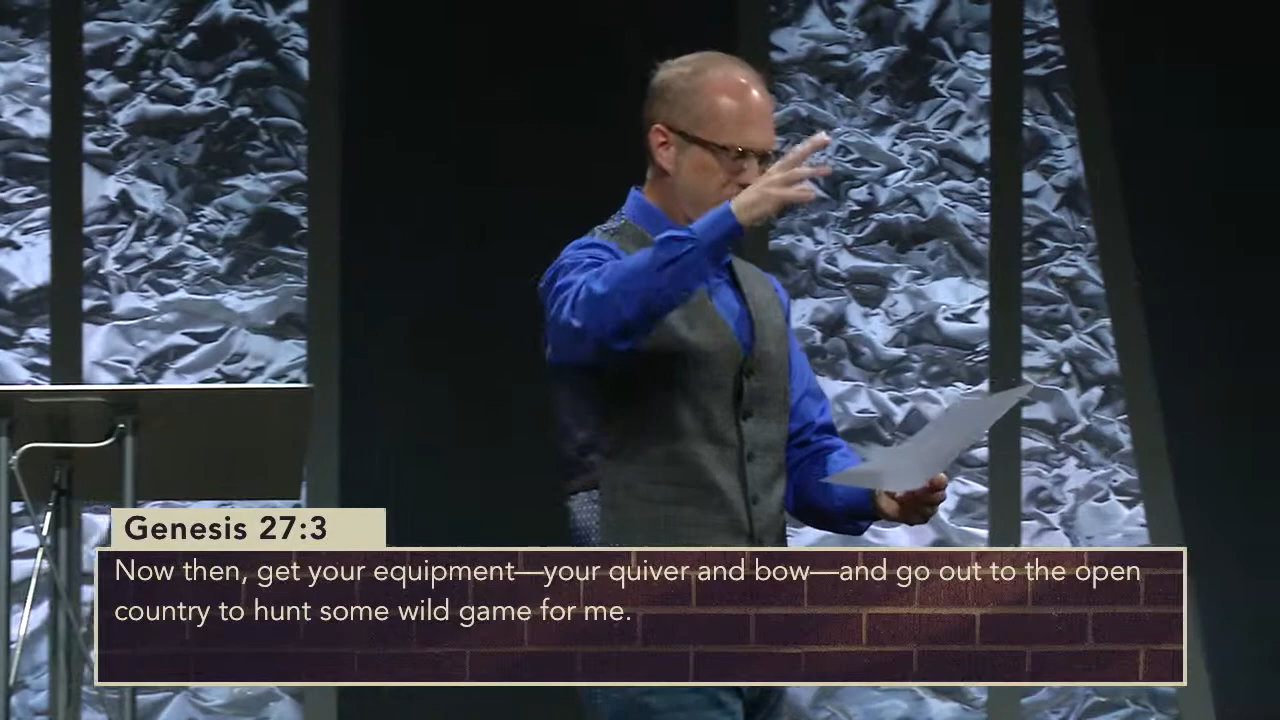 Genesis 27:3
Now then, get your equipment—your quiver and bow—and go out to the open
country to hunt some wild game for me.